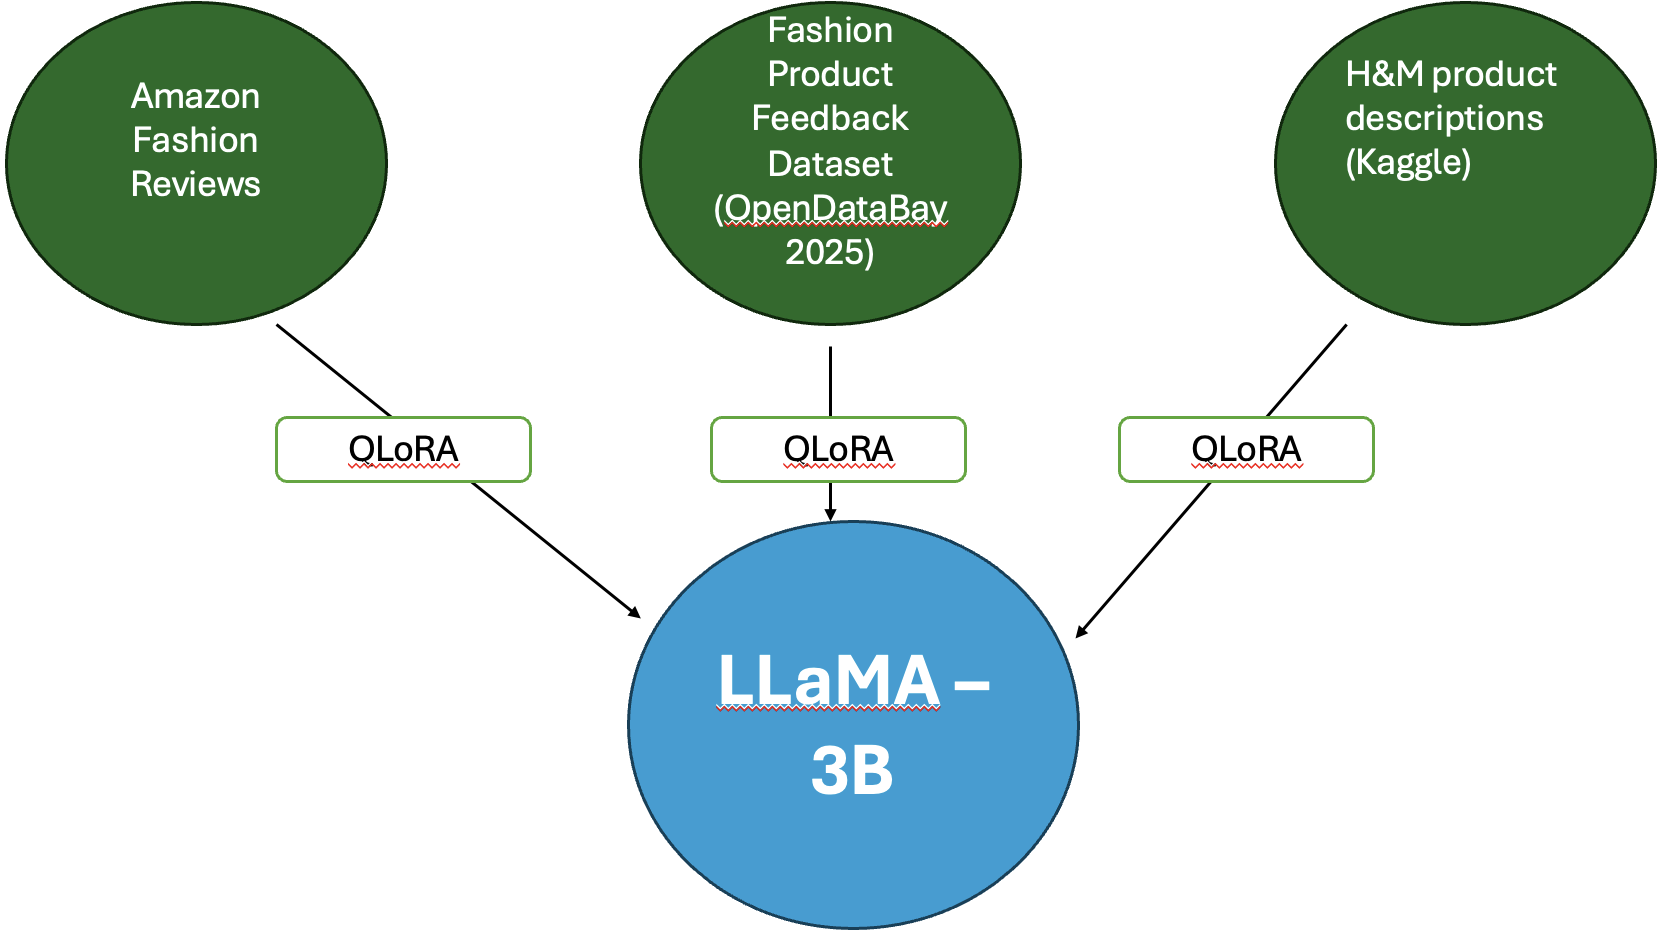 Amazon
Fashion
Reviews
Fashion
Product
Feedback
Dataset
(OpenDataBay
2025)
H&M product
descriptions
(Kaggle)
QLoRA
QLoRA
QLoRA
LLaMA –
3B